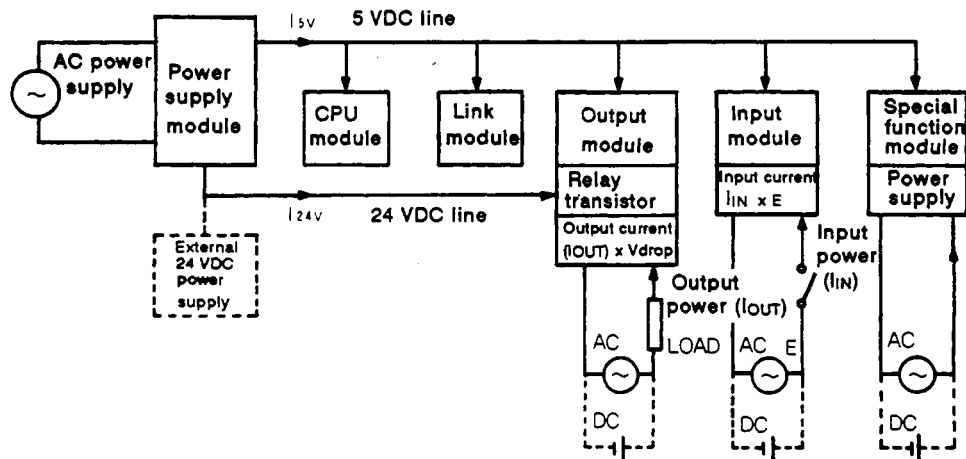 I5V 5 VDC line
AC power
supply
Power
supply
module
CPU
module
Link
module
Output
module
Input
module
Special
function
module
Relay
transistor
Input current
IIN x E
Power
supply
I24V 24 VDC line
Output current
(IOUT) x Vdrop
External
24 VDC
power
supply
Input
power
(IIN)
Output
power (IOUT)
LOAD
AC
AC E
AC
DC
DC
DC